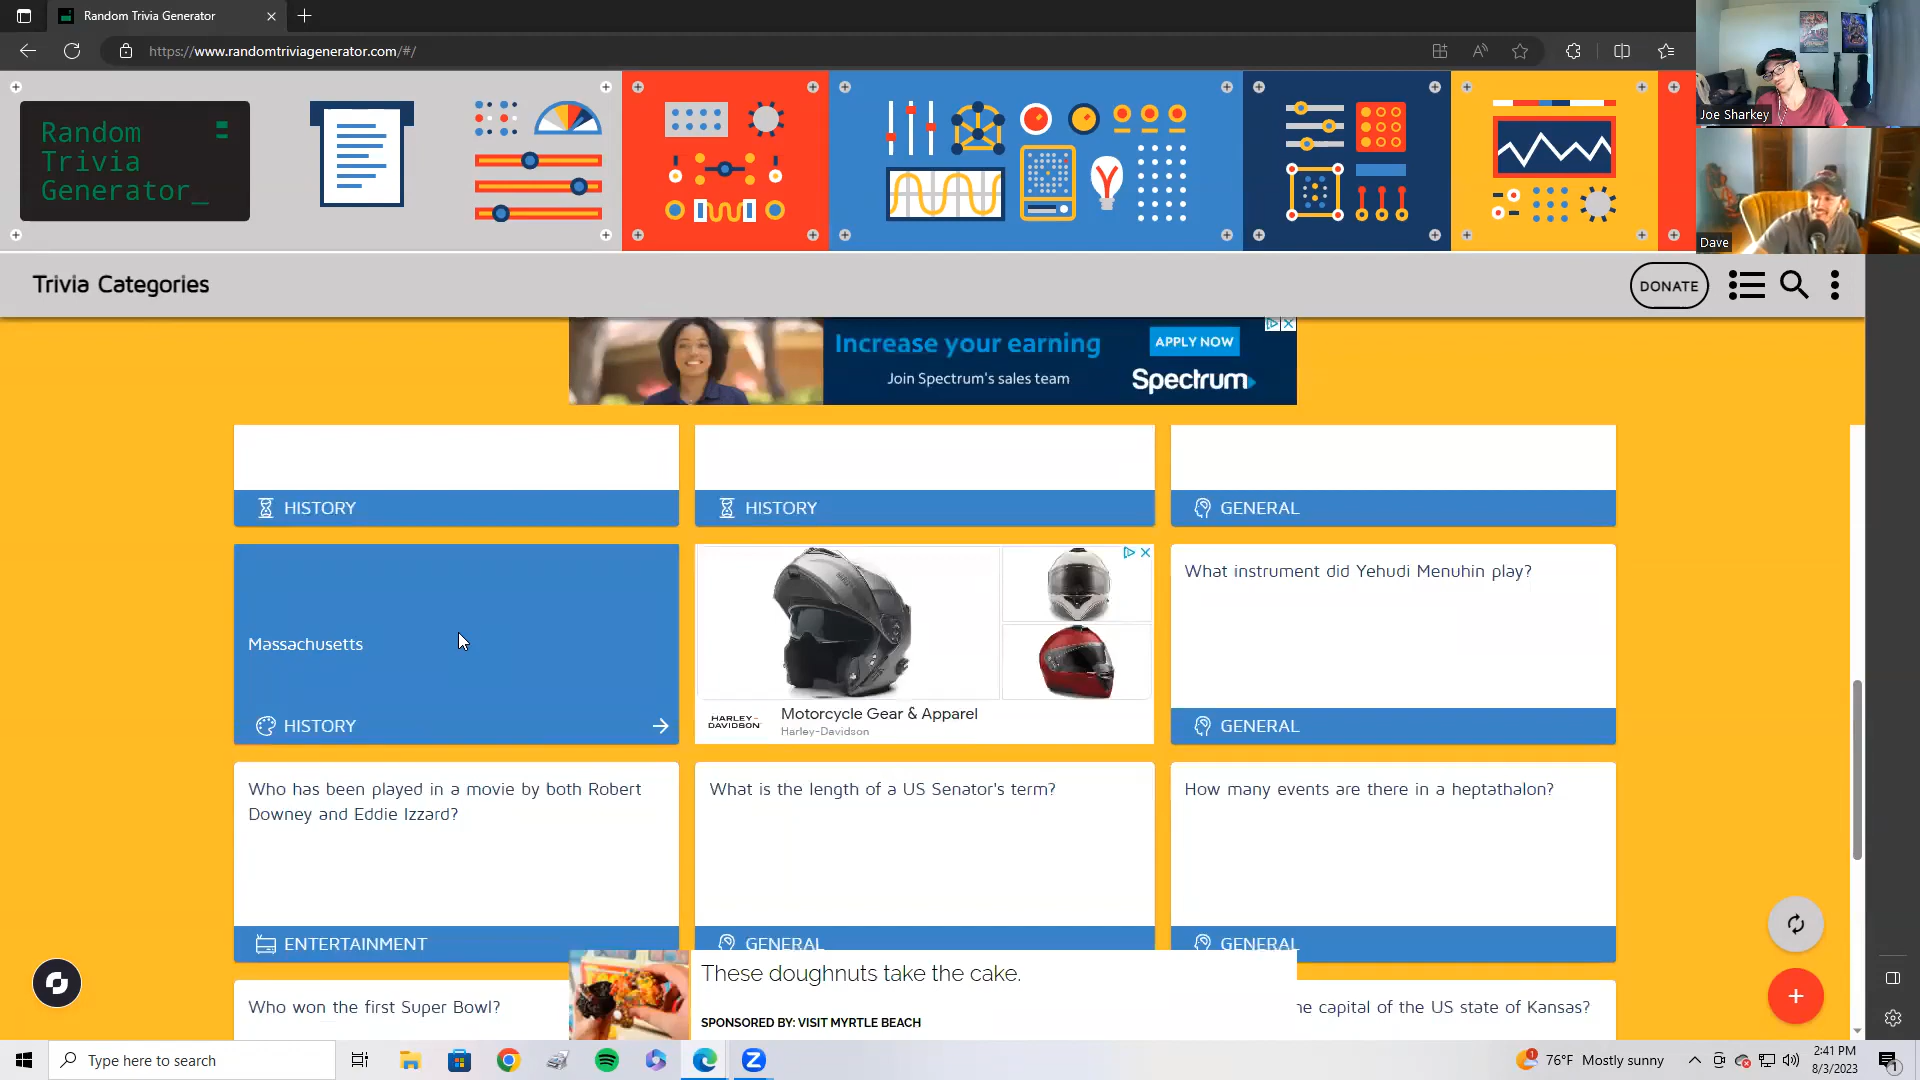 Random Trivia Generator
https://www.randomtriviagenerator.com/#/
Joe Sharkey
Random
Trivia
Generator_
Dave
Trivia Categories
DONATE
Increase your earning
Join Spectrum's sales team
APPLY NOW
Spectrum
HISTORY
HISTORY
GENERAL
Massachusetts
HISTORY
HARLEY-DAVIDSON
Motorcycle Gear & Apparel
Harley-Davidson
What instrument did Yehudi Menuhin play?
GENERAL
Who has been played in a movie by both Robert
Downey and Eddie Izzard?
ENTERTAINMENT
What is the length of a US Senator's term?
GENERAL
How many events are there in a heptathalon?
GENERAL
Who won the first Super Bowl?
These doughnuts take the cake.
SPONSORED BY: VISIT MYRTLE BEACH
the capital of the US state of Kansas?
Type here to search
76°F Mostly sunny
2:41 PM
8/3/2023